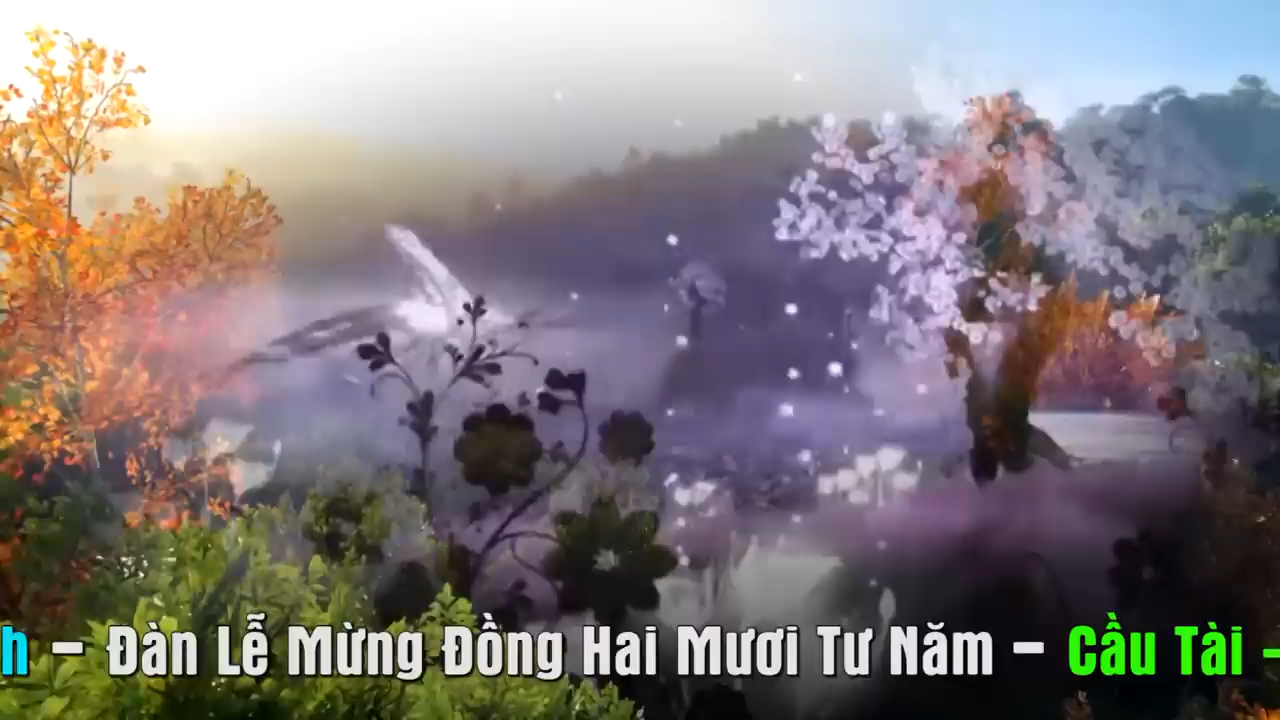 h – Đàn Lễ Mừng Đồng Hai Mươi Tư Năm – Cầu Tài -